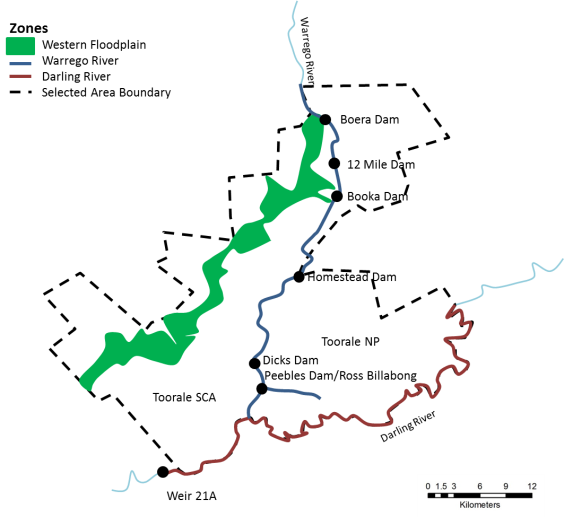 Zones
Western Floodplain
Warrego River
Darling River
Selected Area Boundary
Warrego River
Boera Dam
12 Mile Dam
Booka Dam
Homestead Dam
Toorale NP
Dicks Dam
Peebles Dam/Ross Billabong
Toorale SCA
Darling River
Weir 21A
0 1.5 3 6 9 12
Kilometers